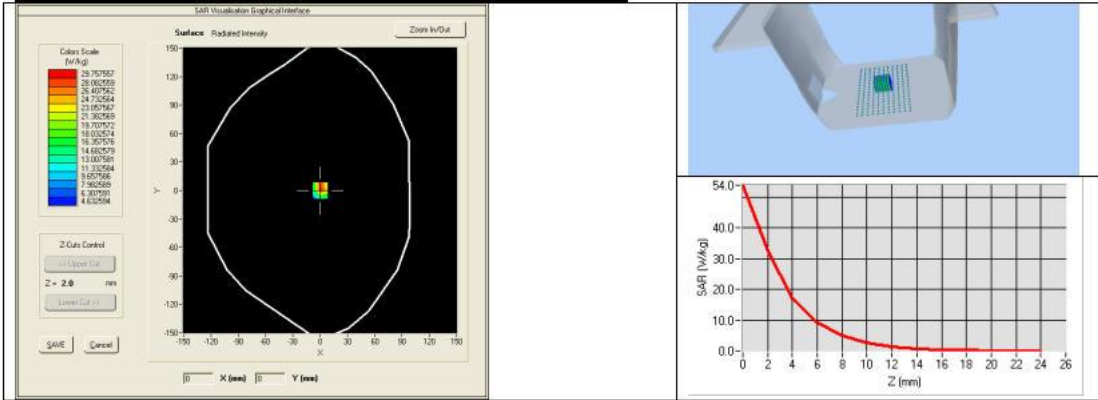 SAR Visualisation Graphical Interface
Surface Radiated Intensity
Zoom In/Out
Colors Scale
(W/kg)
29.757567
28.082559
26.407562
24.732564
23.057567
21.382569
19.707572
18.032574
16.357576
14.682579
13.007581
11.332584
9.657586
7.982589
6.307591
4.632594
Z-Cuts Control
<< Upper Cut
Z = 2.0 mm
Lower Cut >>
SAVE Cancel
150
120
90
60
30
0
-30
-60
-90
-120
-150
Y
-150 -120 -90 -60 -30 0 30 60 90 120 150
X
0 X (mm) 0 Y (mm)
54.0
40.0
30.0
20.0
10.0
0.0
SAR (W/kg)
0 2 4 6 8 10 12 14 16 18 20 22 24 26
Z (mm)